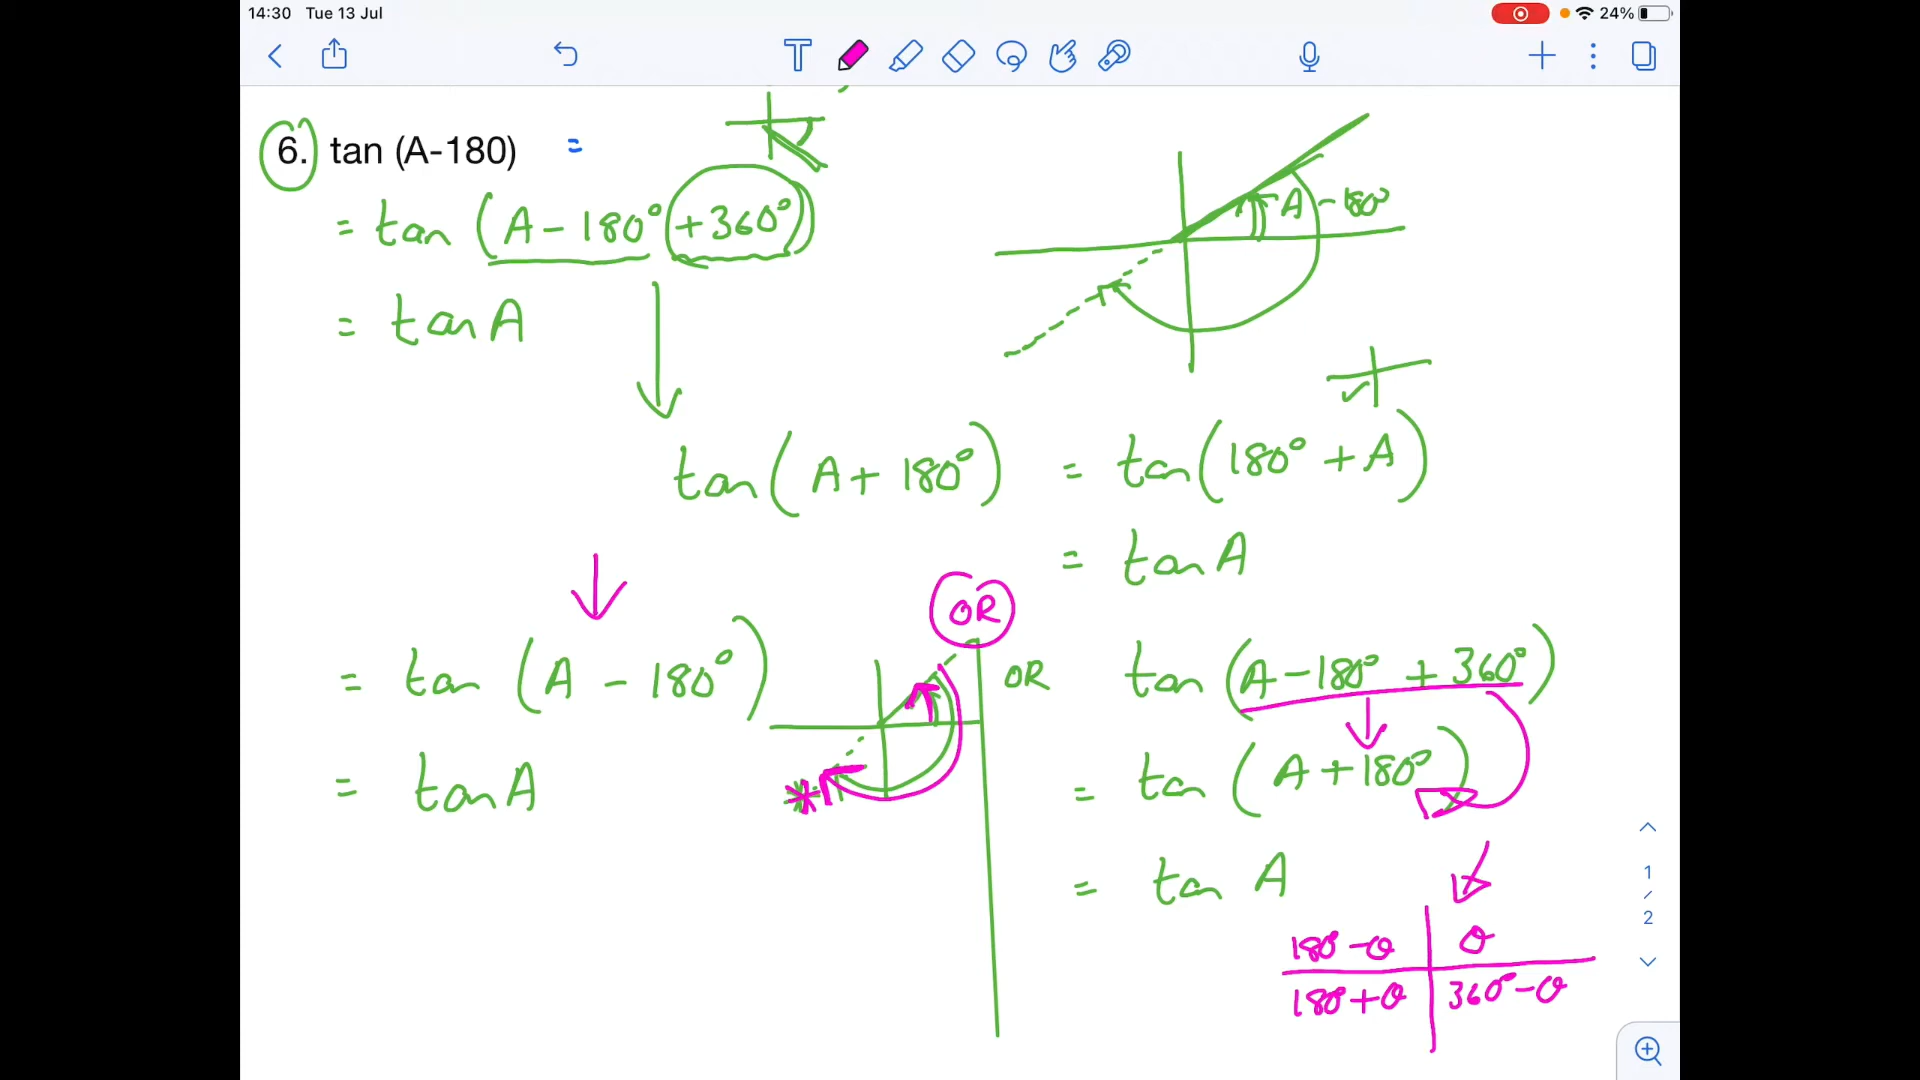 14:30 Tue 13 Jul 24%
T
6. tan (A-180) =
= tan (A - 180° + 360°)
A - 180°
= tan A
tan (A + 180°) = tan (180° + A)
= tan A
OR
= tan (A - 180°) OR tan (A - 180° + 360°)
= tan A = tan (A + 180°)
= tan A
180° - θ θ
180° + θ 360° - θ
1
/
2